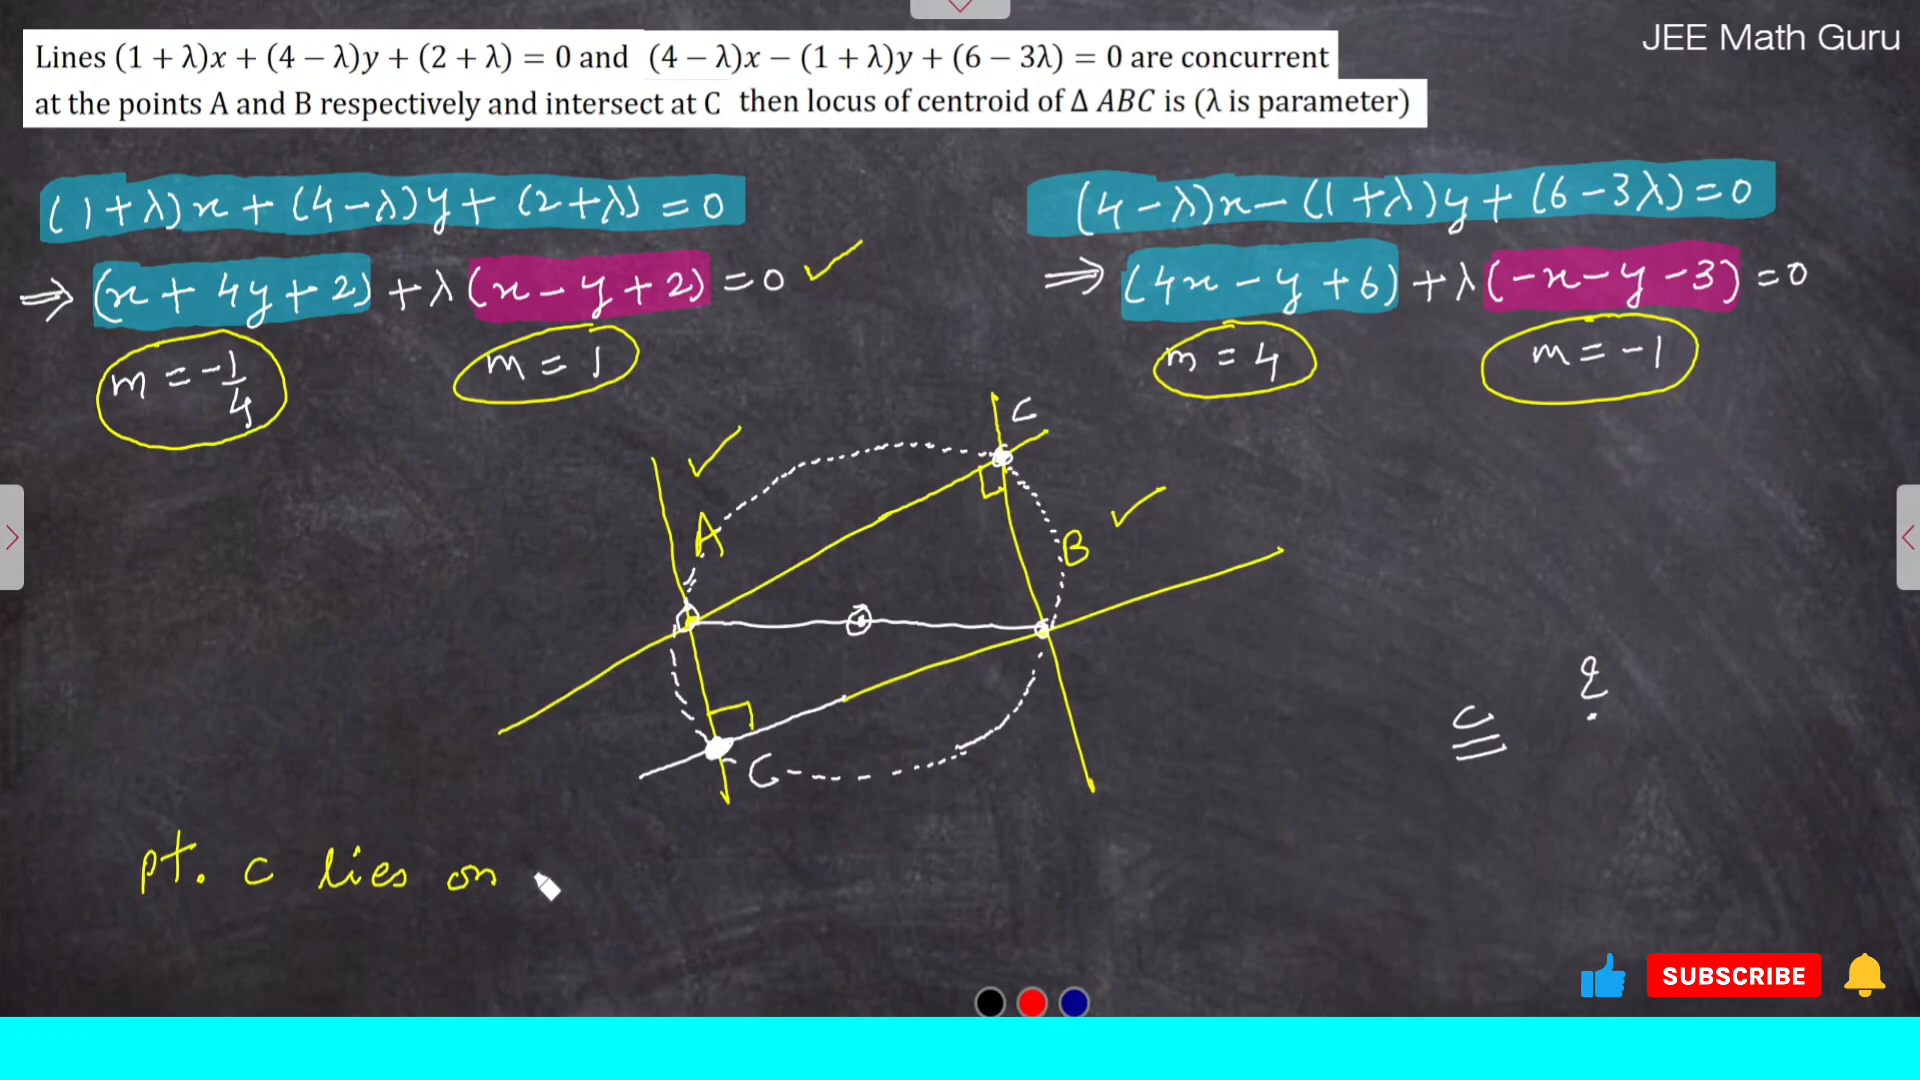 JEE Math Guru
Lines (1 + λ)x + (4 − λ)y + (2 + λ) = 0 and (4 − λ)x − (1 + λ)y + (6 − 3λ) = 0 are concurrent
at the points A and B respectively and intersect at C then locus of centroid of Δ ABC is (λ is parameter)
(1+λ)x + (4−λ)y + (2+λ) = 0
⇒ (x + 4y + 2) + λ(x − y + 2) = 0 ✓
m = -1/4
m = 1
(4−λ)x − (1+λ)y + (6−3λ) = 0
⇒ (4x − y + 6) + λ(−x − y − 3) = 0
m = 4
m = −1
C
A
B
C
C
pt. c lies on
SUBSCRIBE